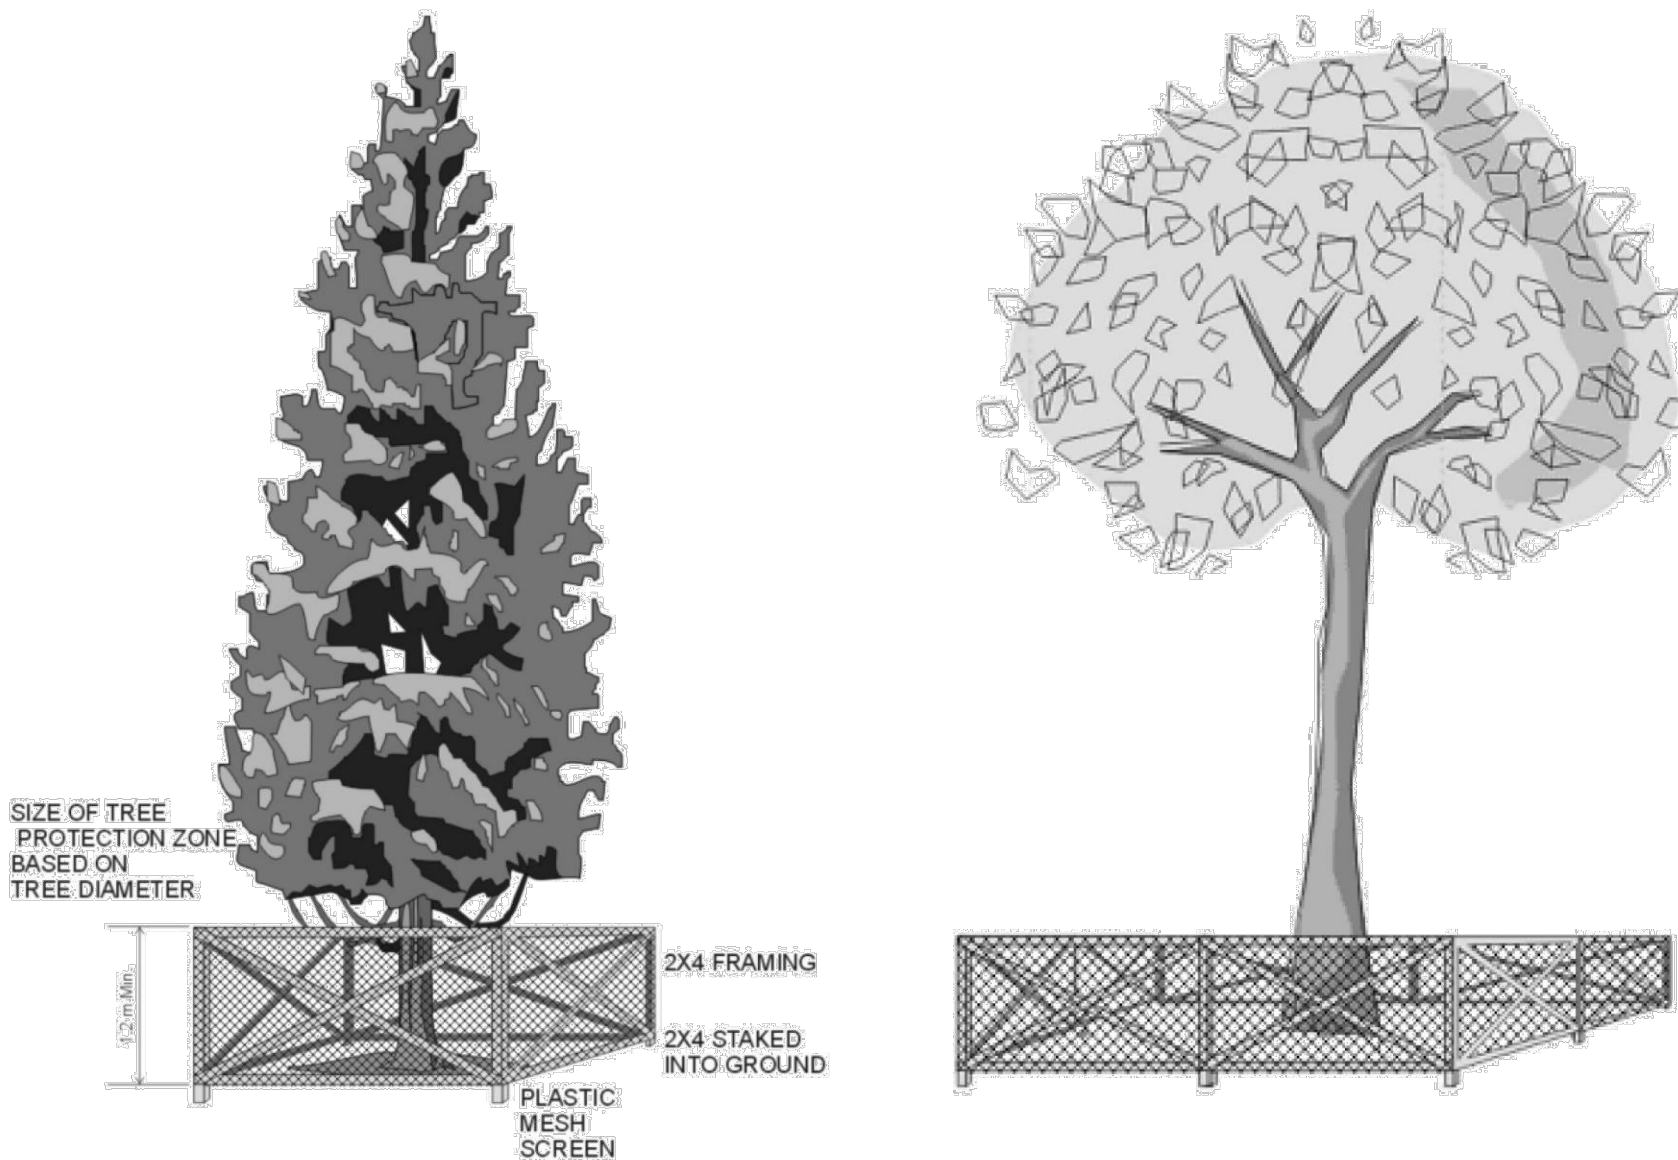 SIZE OF TREE
PROTECTION ZONE
BASED ON
TREE DIAMETER
1.2 m Min
2X4 FRAMING
2X4 STAKED
INTO GROUND
PLASTIC
MESH
SCREEN